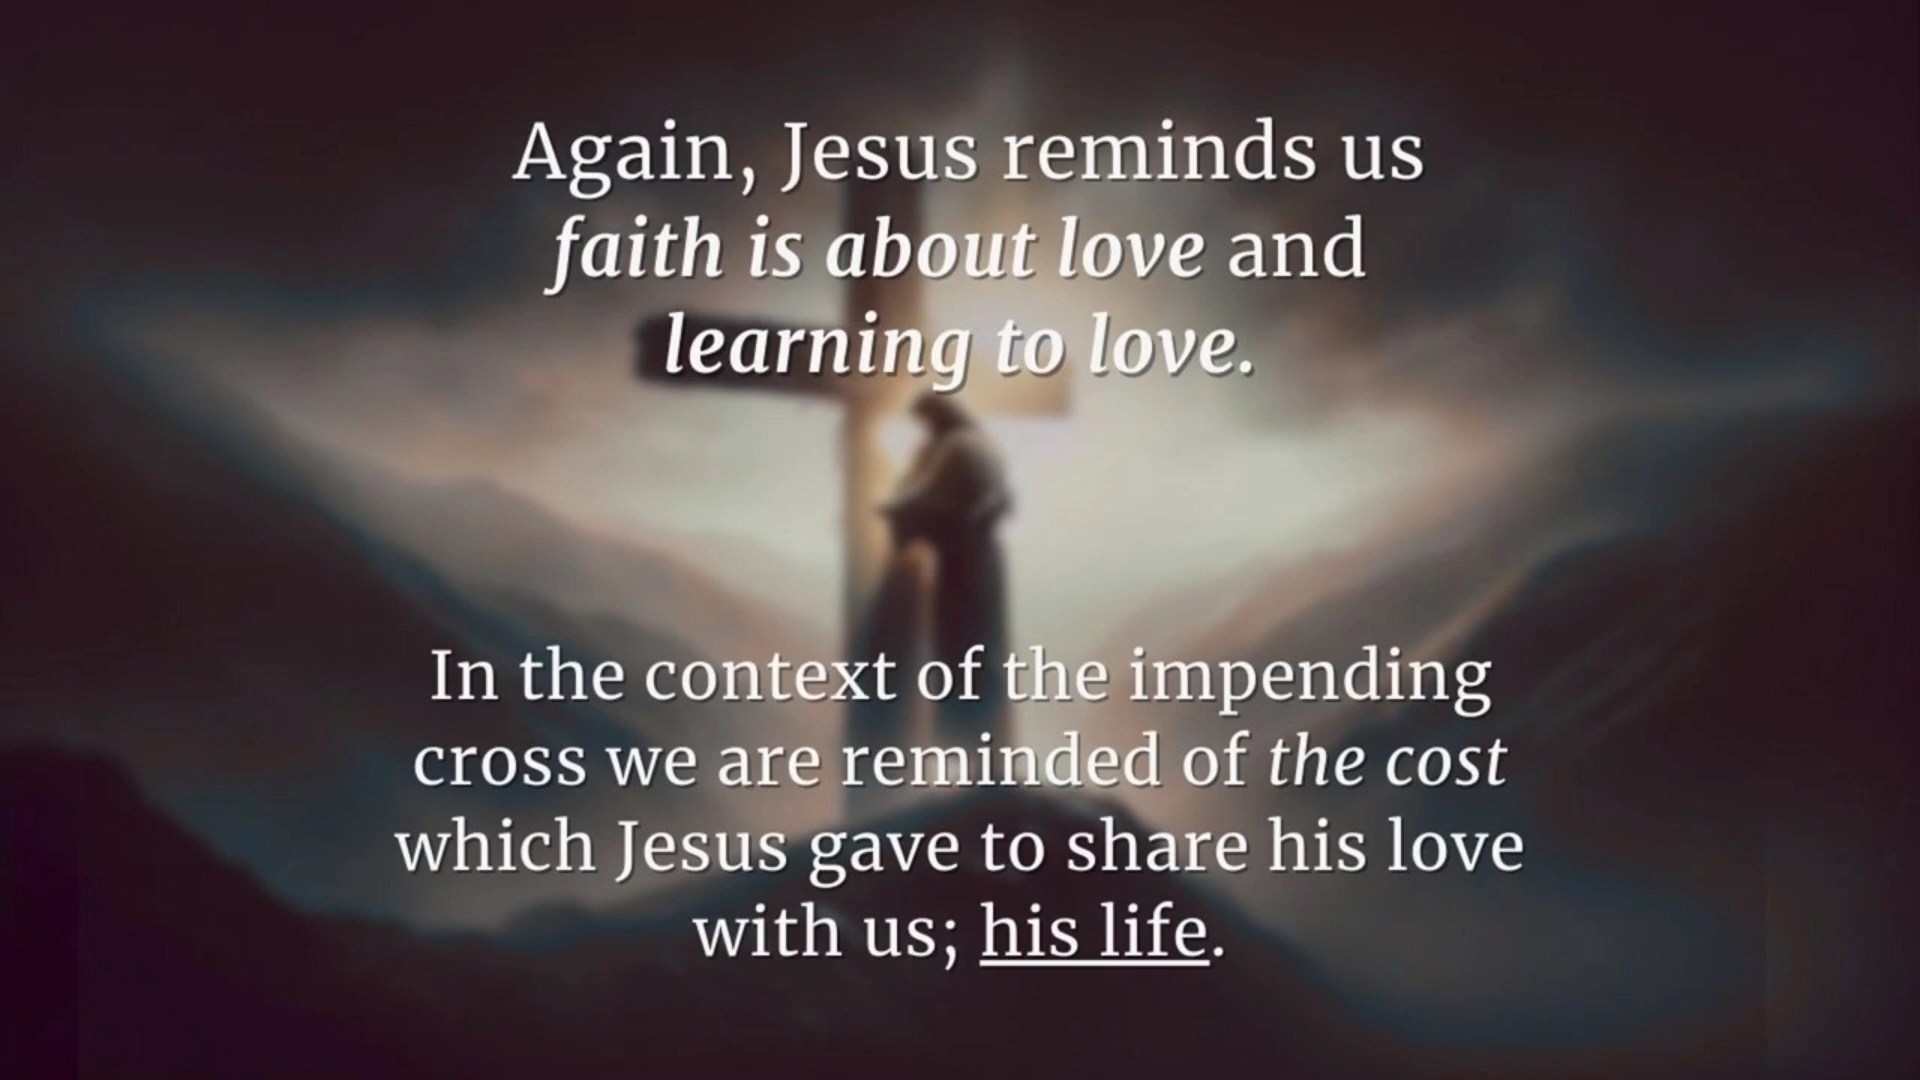 Again, Jesus reminds us
faith is about love and
learning to love.
In the context of the impending
cross we are reminded of the cost
which Jesus gave to share his love
with us; his life.